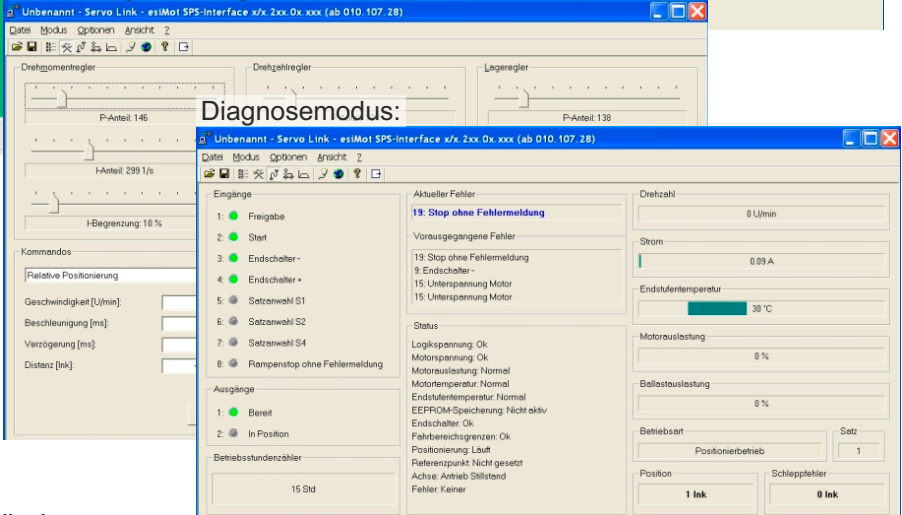 Unbenannt - Servo Link - esiMot SPS-Interface x/x.2xx.0x.xxx (ab 010.107.28)
Datei Modus Optionen Ansicht ?
Drehmomentregler
Drehzahlregler
Lageregler
P-Anteil: 146
P-Anteil: 138
I-Anteil: 299 1/s
I-Begrenzung: 10 %
Kommandos
Relative Positionierung
Geschwindigkeit [U/min]:
Beschleunigung [ms]:
Verzögerung [ms]:
Distanz [Ink]:
Diagnosemodus:
Unbenannt - Servo Link - esiMot SPS-Interface x/x.2xx.0x.xxx (ab 010.107.28)
Datei Modus Optionen Ansicht ?
Eingänge
1: Freigabe
2: Start
3: Endschalter -
4: Endschalter +
5: Satzanwahl S1
6: Satzanwahl S2
7: Satzanwahl S4
8: Rampenstop ohne Fehlermeldung
Ausgänge
1: Bereit
2: In Position
Betriebsstundenzähler
15 Std
Aktueller Fehler
19: Stop ohne Fehlermeldung
Vorausgegangene Fehler
19: Stop ohne Fehlermeldung
9: Endschalter -
15: Unterspannung Motor
15: Unterspannung Motor
Status
Logikspannung: Ok
Motorspannung: Ok
Motorauslastung: Normal
Motortemperatur: Normal
Endstufentemperatur: Normal
EEPROM-Speicherung: Nicht aktiv
Endschalter: Ok
Fahrbereichsgrenzen: Ok
Positionierung: Läuft
Referenzpunkt: Nicht gesetzt
Achse: Antrieb Stillstand
Fehler: Keiner
Drehzahl
0 U/min
Strom
0.09 A
Endstufentemperatur
30 °C
Motorauslastung
0 %
Ballastauslastung
0 %
Betriebsart
Positionierbetrieb
Satz
1
Position
1 Ink
Schleppfehler
0 Ink